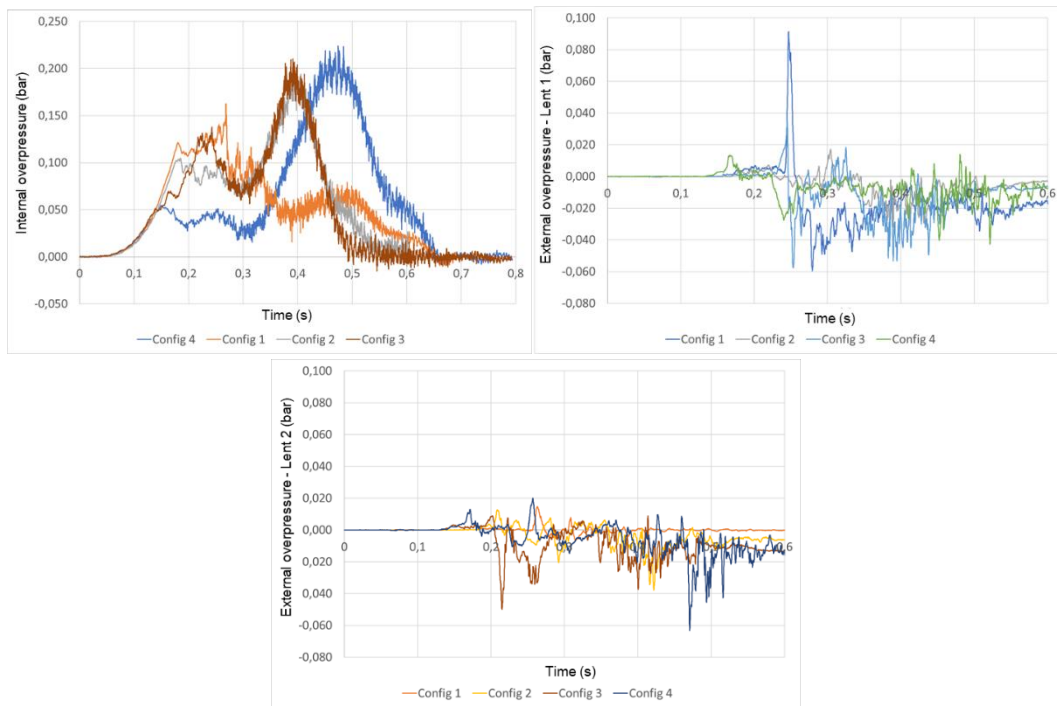 0,250
0,200
0,150
0,100
0,050
0,000
-0,050
Internal overpressure (bar)
0 0,1 0,2 0,3 0,4 0,5 0,6 0,7 0,8
Time (s)
Config 4 Config 1 Config 2 Config 3
0,100
0,080
0,060
0,040
0,020
0,000
-0,020
-0,040
-0,060
-0,080
External overpressure - Lent 1 (bar)
0 0,1 0,2 0,3 0,4 0,5 0,6
Time (s)
Config 1 Config 2 Config 3 Config 4
0,100
0,080
0,060
0,040
0,020
0,000
0,020
0,040
-0,060
-0,080
External overpressure - Lent 2 (bar)
0 0,1 0,2 0,6
Time (s)
Config 1 Config 2 Config 3 Config 4